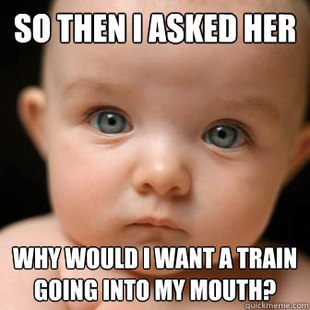 SO THEN I ASKED HER
WHY WOULD I WANT A TRAIN
GOING INTO MY MOUTH?
quickmeme.com